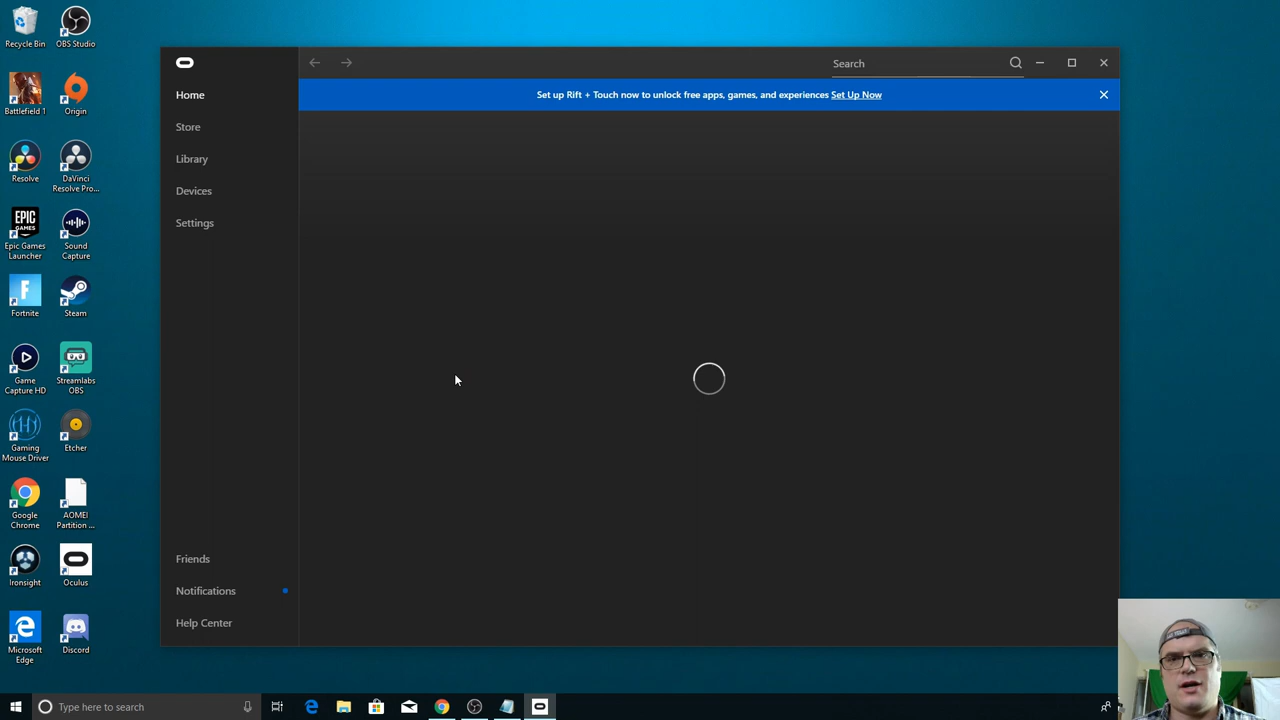 Recycle Bin
OBS Studio
Battlefield 1
Origin
Resolve
DaVinci
Resolve Pro...
EPIC
GAMES
Epic Games
Launcher
Sound
Capture
Fortnite
Steam
Game
Capture HD
Streamlabs
OBS
Gaming
Mouse Driver
Etcher
Google
Chrome
AOMEI
Partition ...
Ironsight
Oculus
Microsoft
Edge
Discord
Home
Store
Library
Devices
Settings
Friends
Notifications
Help Center
Search
Set up Rift + Touch now to unlock free apps, games, and experiences Set Up Now
Type here to search